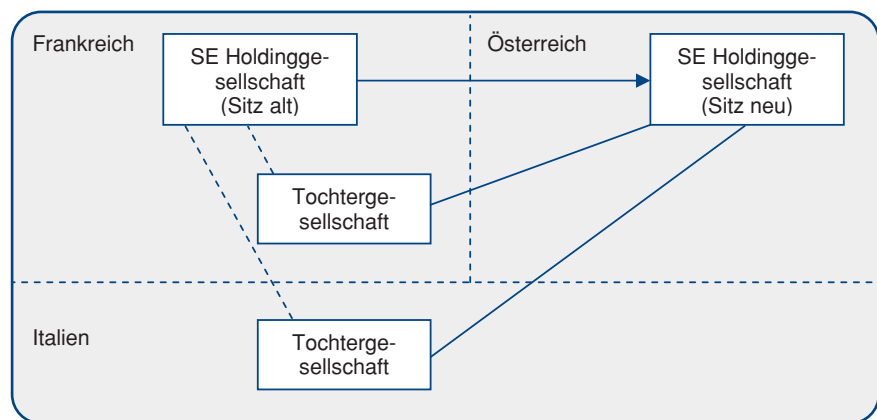 Frankreich
SE Holdingge-
sellschaft
(Sitz alt)
Österreich
SE Holdingge-
sellschaft
(Sitz neu)
Tochterge-
sellschaft
Italien
Tochterge-
sellschaft